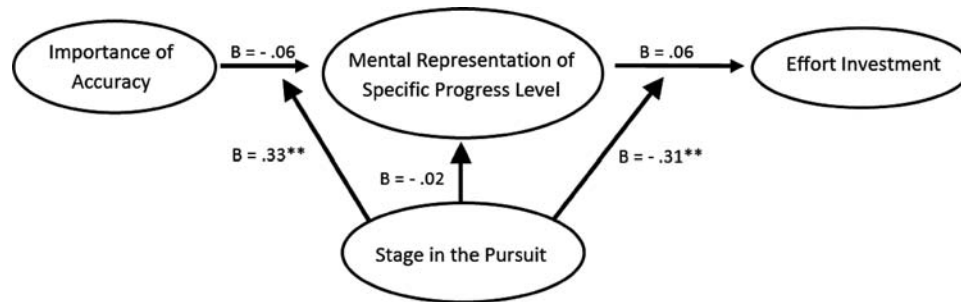 Importance of
Accuracy
B = - .06
Mental Representation of
Specific Progress Level
B = .06
Effort Investment
B = .33**
B = - .02
B = - .31**
Stage in the Pursuit